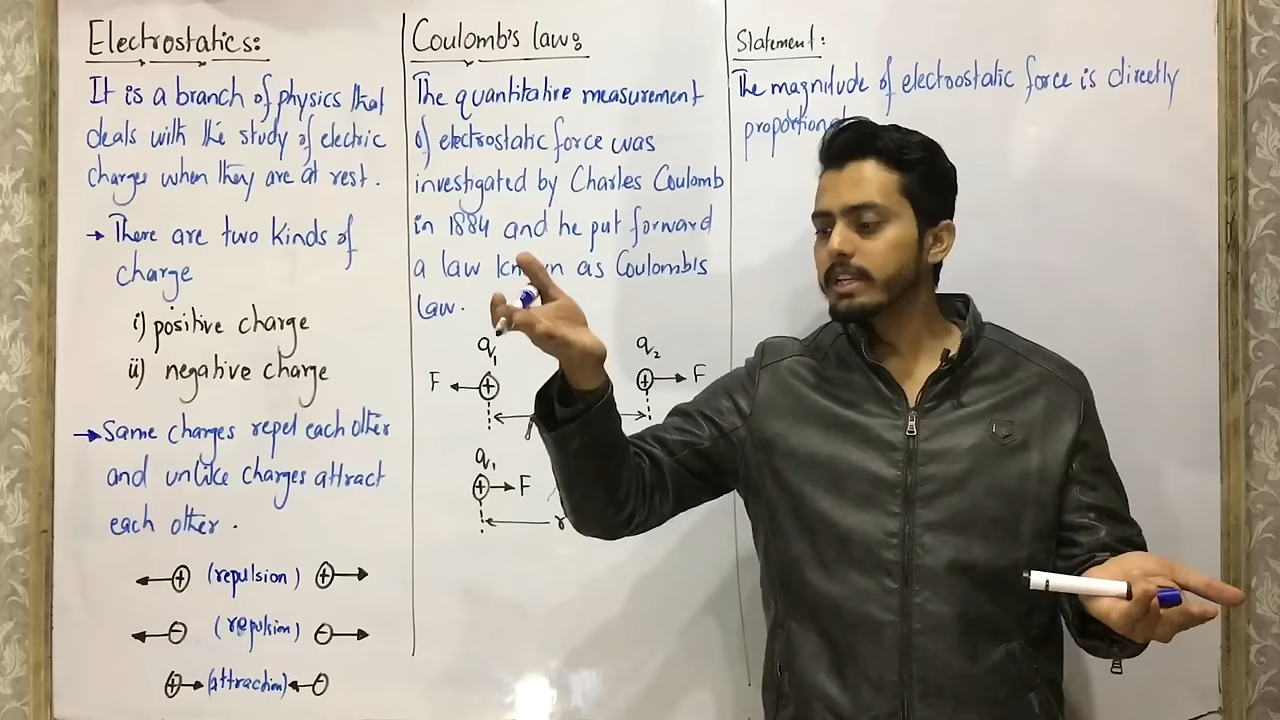 Electrostatics:
It is a branch of physics that
deals with the study of electric
charges when they are at rest.
→ There are two kinds of
charge
i) positive charge
ii) negative charge
→ Same charges repel each other
and unlike charges attract
each other.
+ (repulsion) +
- (repulsion) -
+ (attraction) -
Coulomb's law:
The quantitative measurement
of electrostatic force was
investigated by Charles Coulomb
in 1884 and he put forward
a law known as Coulomb's
law.
q₁ q₂
F + + F
q₁
+ F
r
Statement:
The magnitude of electrostatic force is directly
proportional